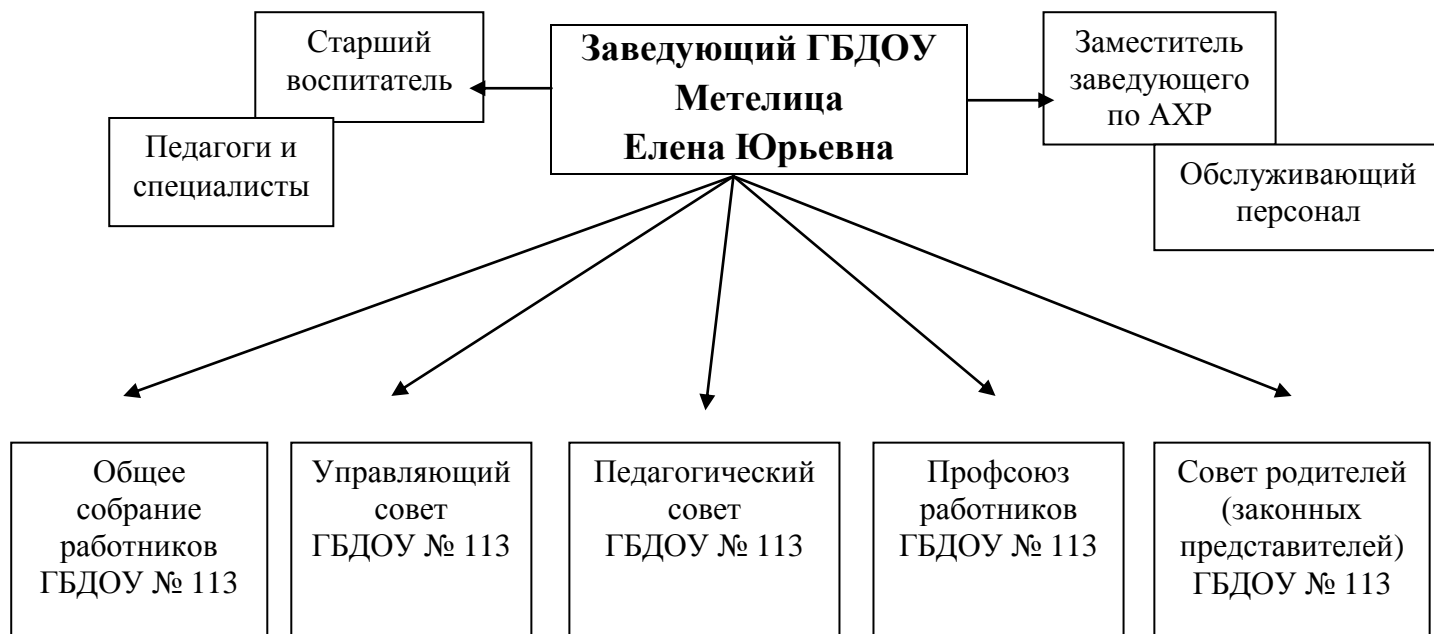 Старший
воспитатель
Педагоги и
специалисты
Заведующий ГБДОУ
Метелица
Елена Юрьевна
Заместитель
заведующего
по АХР
Обслуживающий
персонал
Общее
собрание
работников
ГБДОУ № 113
Управляющий
совет
ГБДОУ № 113
Педагогический
совет
ГБДОУ № 113
Профсоюз
работников
ГБДОУ № 113
Совет родителей
(законных
представителей)
ГБДОУ № 113